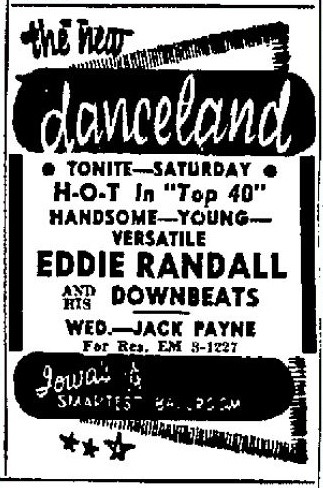 the new
danceland
• TONITE—SATURDAY •
H-O-T In "Top 40"
HANDSOME—YOUNG—
VERSATILE
EDDIE RANDALL
AND HIS DOWNBEATS
WED.—JACK PAYNE
For Res. EM 3-1227
Iowa's
SMARTEST BALLROOM